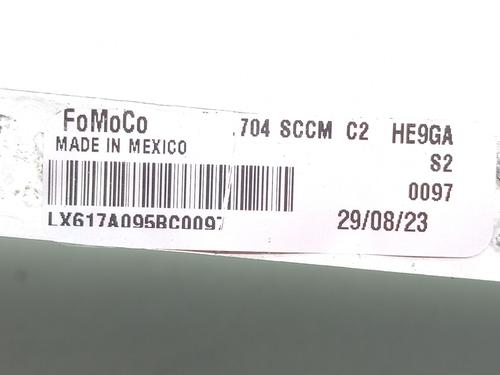 FoMoCo .704 SCCM C2 HE9GA
MADE IN MEXICO S2
0097
LX617A095BC0097 29/08/23